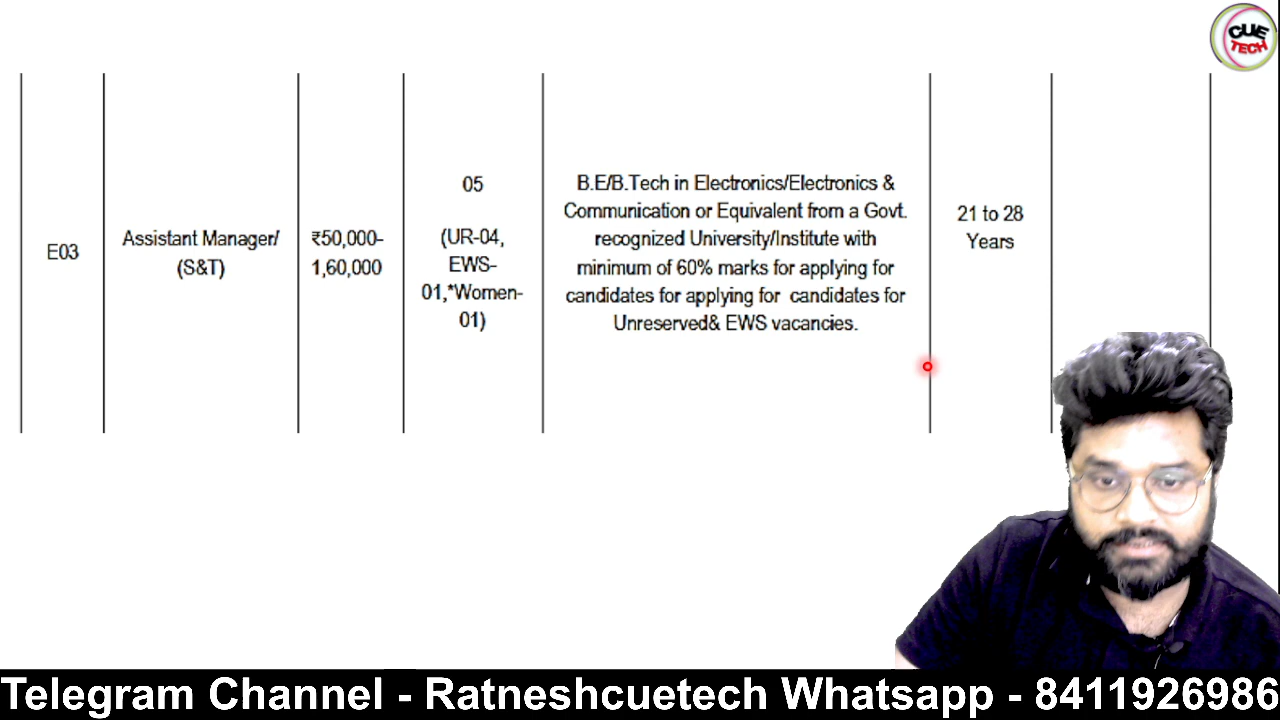 CUE
TECH
E03
Assistant Manager/
(S&T)
₹50,000-
1,60,000
05
(UR-04,
EWS-
01,*Women-
01)
B.E/B.Tech in Electronics/Electronics &
Communication or Equivalent from a Govt.
recognized University/Institute with
minimum of 60% marks for applying for
candidates for applying for candidates for
Unreserved& EWS vacancies.
21 to 28
Years
Telegram Channel - Ratneshcuetech Whatsapp - 8411926986